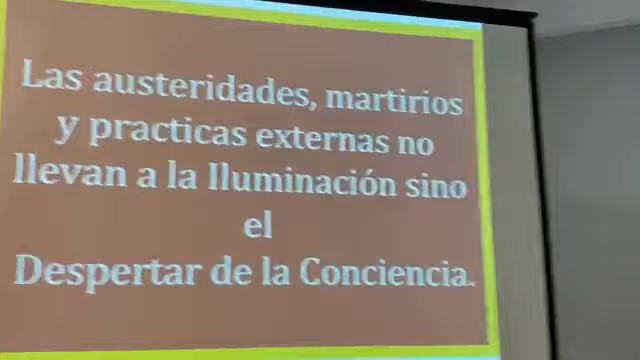 Las austeridades, martirios
y practicas externas no
llevan a la Iluminación sino
el
Despertar de la Conciencia.